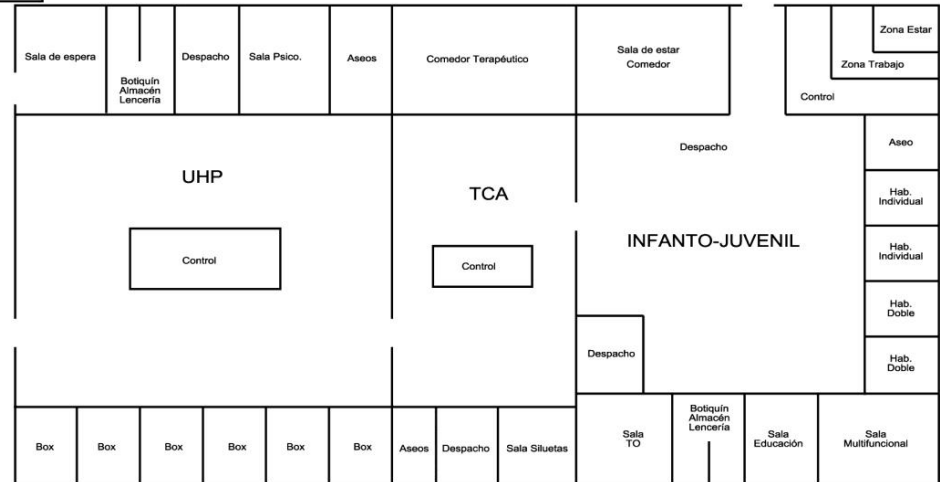 Sala de espera
Botiquín
Almacén
Lencería
Despacho
Sala Psico.
Aseos
Comedor Terapéutico
Sala de estar
Comedor
Zona Estar
Zona Trabajo
Control
UHP
Control
TCA
Control
Despacho
INFANTO-JUVENIL
Aseo
Hab.
Individual
Hab.
Individual
Hab.
Doble
Hab.
Doble
Despacho
Box
Box
Box
Box
Box
Box
Aseos
Despacho
Sala Siluetas
Sala
TO
Botiquín
Almacén
Lencería
Sala
Educación
Sala
Multifuncional